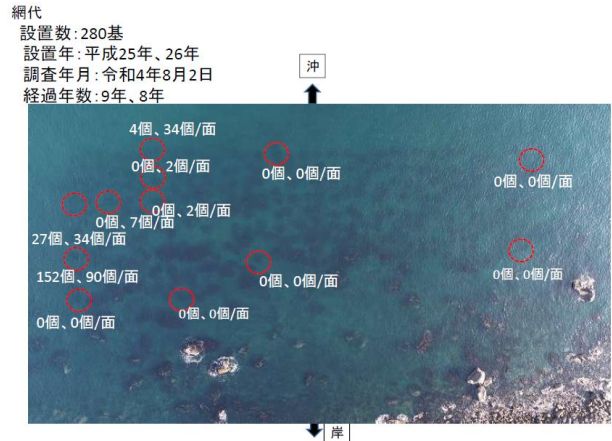 網代
設置数:280基
設置年:平成25年、26年
調査年月:令和4年8月2日
経過年数:9年、8年
沖
4個、34個/面
0個、2個/面
0個、0個/面
0個、0個/面
0個、2個/面
0個、7個/面
27個、34個/面
152個、90個/面
0個、0個/面
0個、0個/面
0個、0個/面
0個、0個/面
岸